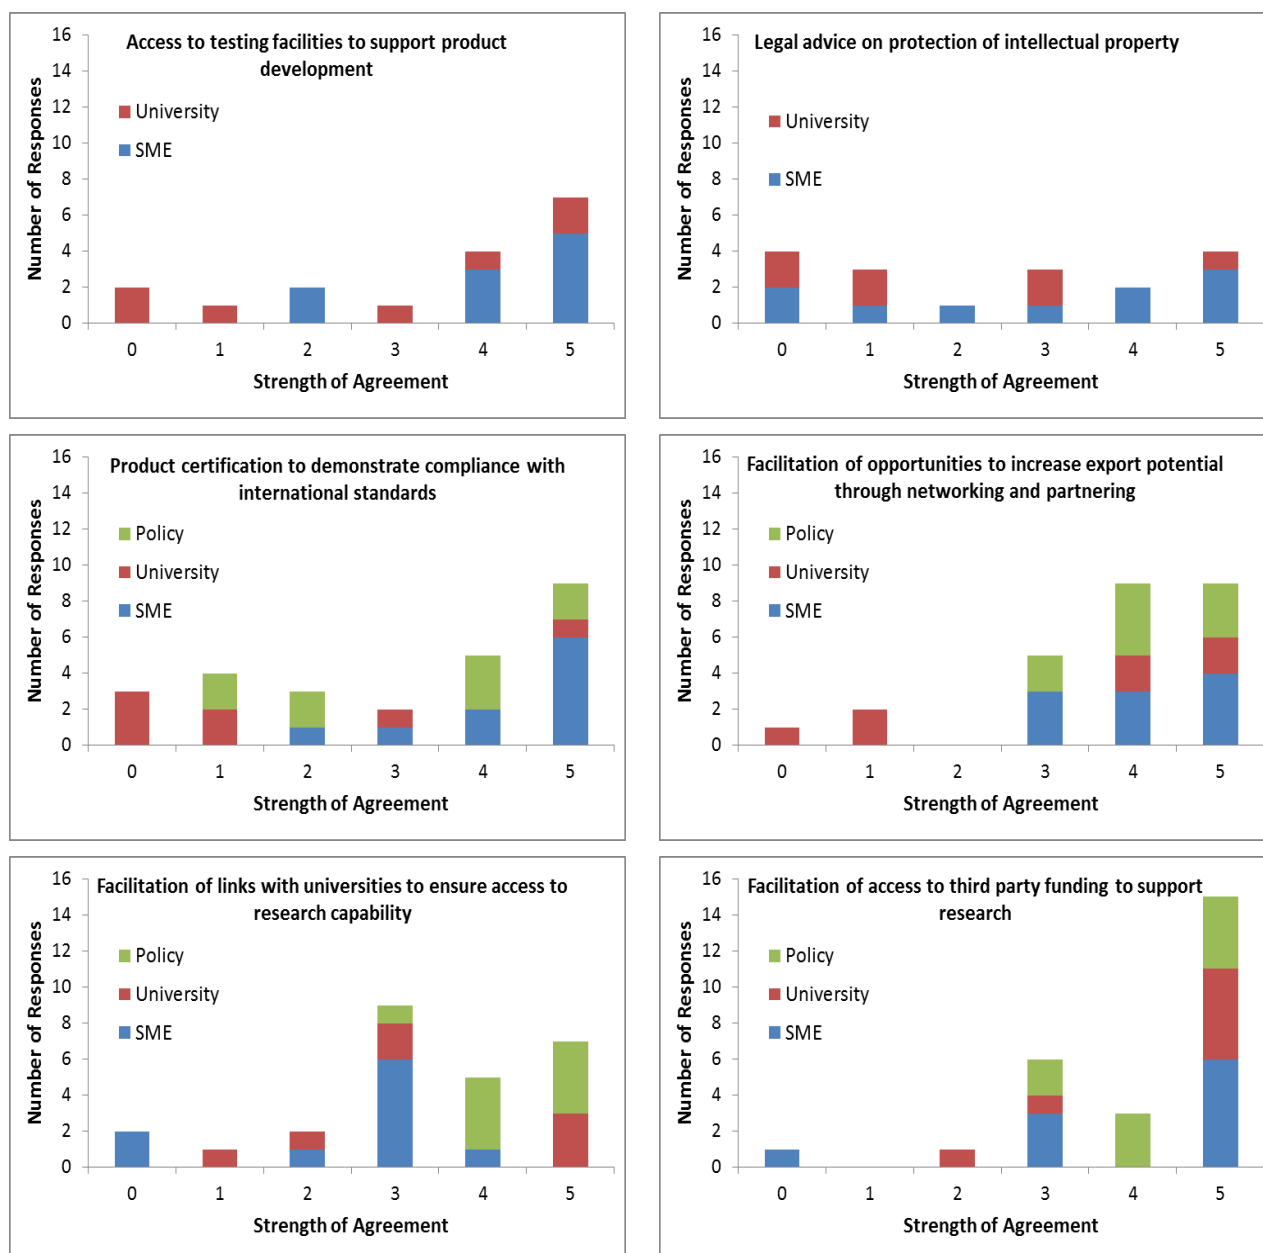 Access to testing facilities to support product
development
University
SME
Number of Responses
16
14
12
10
8
6
4
2
0
0 1 2 3 4 5
Strength of Agreement
Legal advice on protection of intellectual property
University
SME
Number of Responses
16
14
12
10
8
6
4
2
0
0 1 2 3 4 5
Strength of Agreement
Product certification to demonstrate compliance with
international standards
Policy
University
SME
Number of Responses
16
14
12
10
8
6
4
2
0
0 1 2 3 4 5
Strength of Agreement
Facilitation of opportunities to increase export potential
through networking and partnering
Policy
University
SME
Number of Responses
16
14
12
10
8
6
4
2
0
0 1 2 3 4 5
Strength of Agreement
Facilitation of links with universities to ensure access to
research capability
Policy
University
SME
Number of Responses
16
14
12
10
8
6
4
2
0
0 1 2 3 4 5
Strength of Agreement
Facilitation of access to third party funding to support
research
Policy
University
SME
Number of Responses
16
14
12
10
8
6
4
2
0
0 1 2 3 4 5
Strength of Agreement